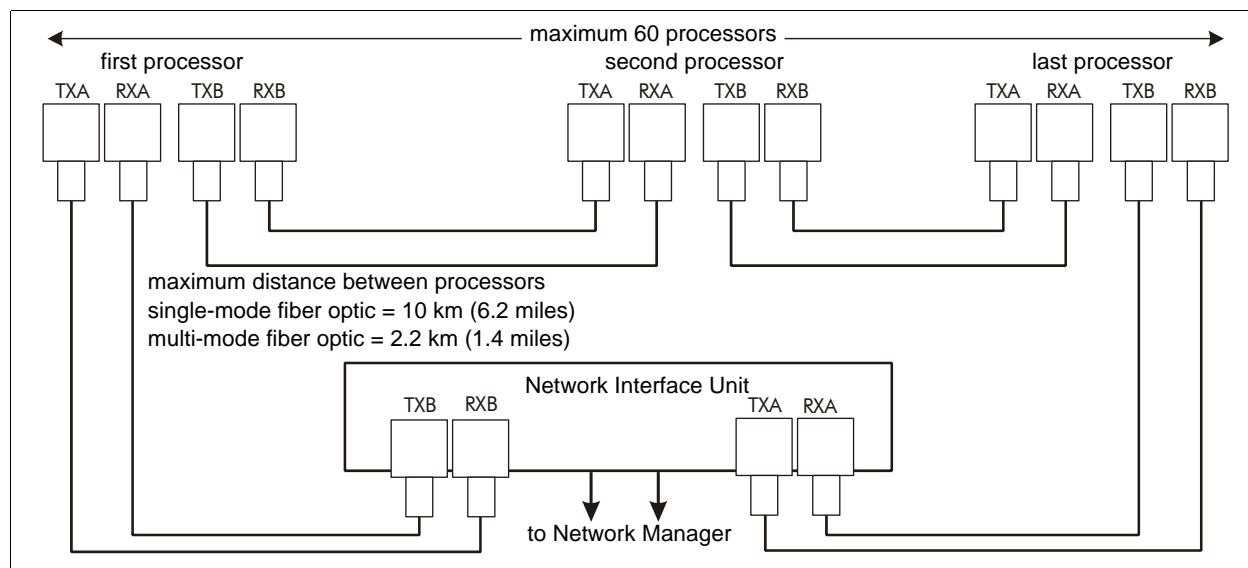 maximum 60 processors
first processor
second processor
last processor
TXA RXA TXB RXB
TXA RXA TXB RXB
TXA RXA TXB RXB
maximum distance between processors
single-mode fiber optic = 10 km (6.2 miles)
multi-mode fiber optic = 2.2 km (1.4 miles)
Network Interface Unit
TXB RXB
TXA RXA
to Network Manager